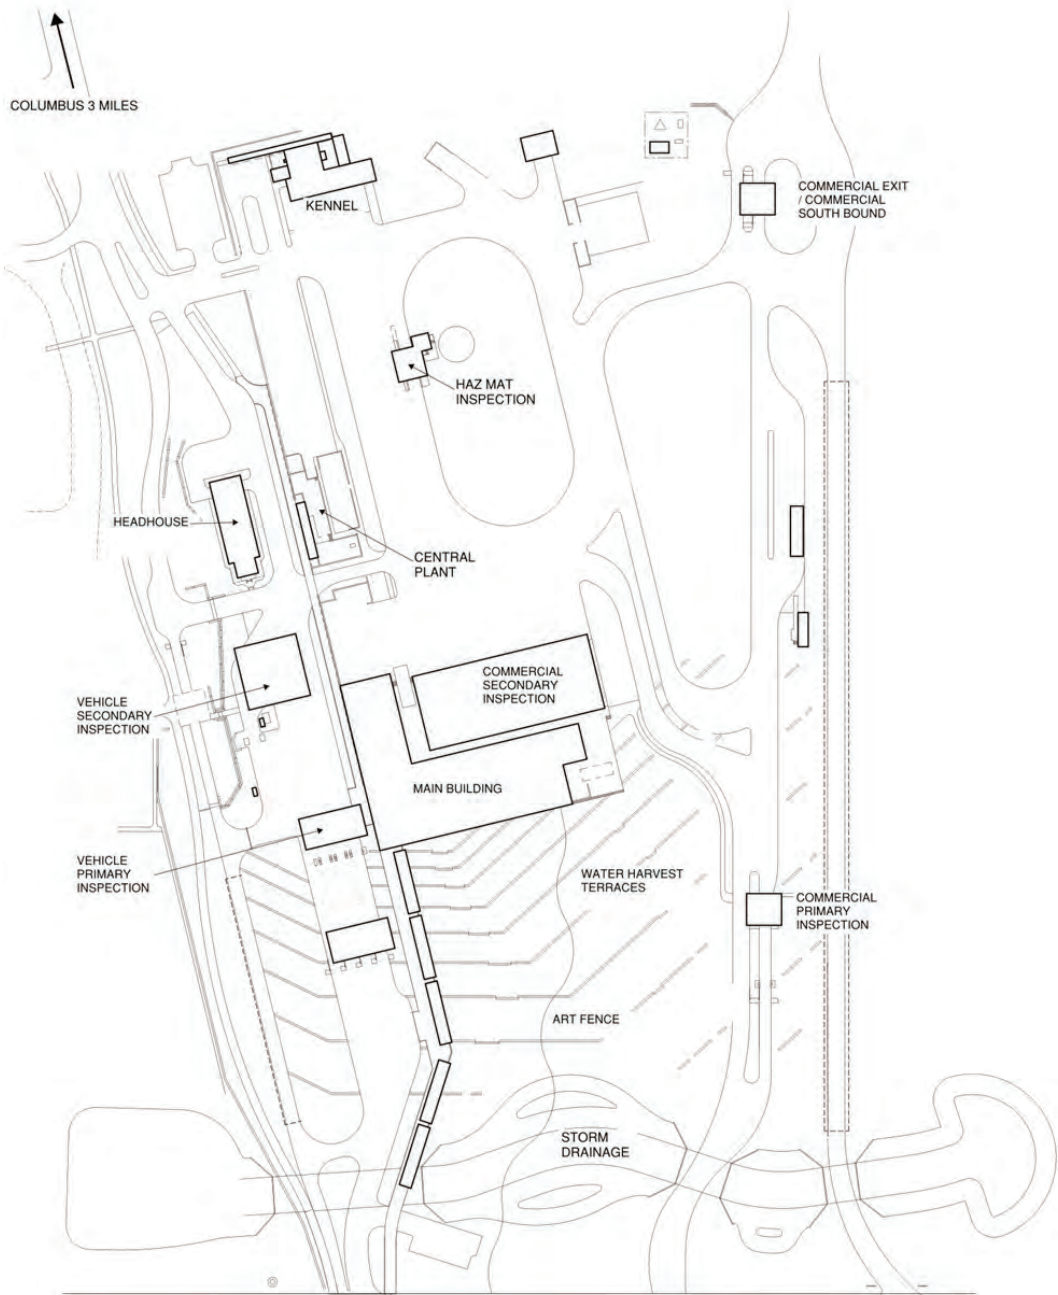 COLUMBUS 3 MILES
KENNEL
COMMERCIAL EXIT
/ COMMERCIAL
SOUTH BOUND
HAZ MAT
INSPECTION
HEADHOUSE
CENTRAL
PLANT
COMMERCIAL
SECONDARY
INSPECTION
VEHICLE
SECONDARY
INSPECTION
MAIN BUILDING
VEHICLE
PRIMARY
INSPECTION
WATER HARVEST
TERRACES
COMMERCIAL
PRIMARY
INSPECTION
ART FENCE
STORM
DRAINAGE